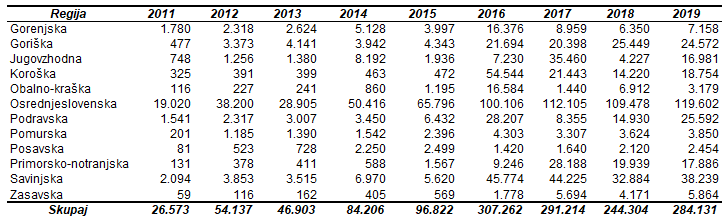 Regija 2011 2012 2013 2014 2015 2016 2017 2018 2019
Gorenjska 1.780 2.318 2.624 5.128 3.997 16.376 8.959 6.350 7.158
Goriška 477 3.373 4.141 3.942 4.343 21.694 20.398 25.449 24.572
Jugovzhodna 748 1.256 1.380 8.192 1.936 7.230 35.460 4.227 16.981
Koroška 325 391 399 463 472 54.544 21.443 14.220 18.754
Obalno-kraška 116 227 241 860 1.195 16.584 1.440 6.912 3.179
Osrednjeslovenska 19.020 38.200 28.905 50.416 65.796 100.106 112.105 109.478 119.602
Podravska 1.541 2.317 3.007 3.450 6.432 28.207 8.355 14.930 25.592
Pomurska 201 1.185 1.390 1.542 2.396 4.303 3.307 3.624 3.850
Posavska 81 523 728 2.250 2.499 1.420 1.640 2.120 2.454
Primorsko-notranjska 131 378 411 588 1.567 9.246 28.188 19.939 17.886
Savinjska 2.094 3.853 3.515 6.970 5.620 45.774 44.225 32.884 38.239
Zasavska 59 116 162 405 569 1.778 5.694 4.171 5.864
Skupaj 26.573 54.137 46.903 84.206 96.822 307.262 291.214 244.304 284.131